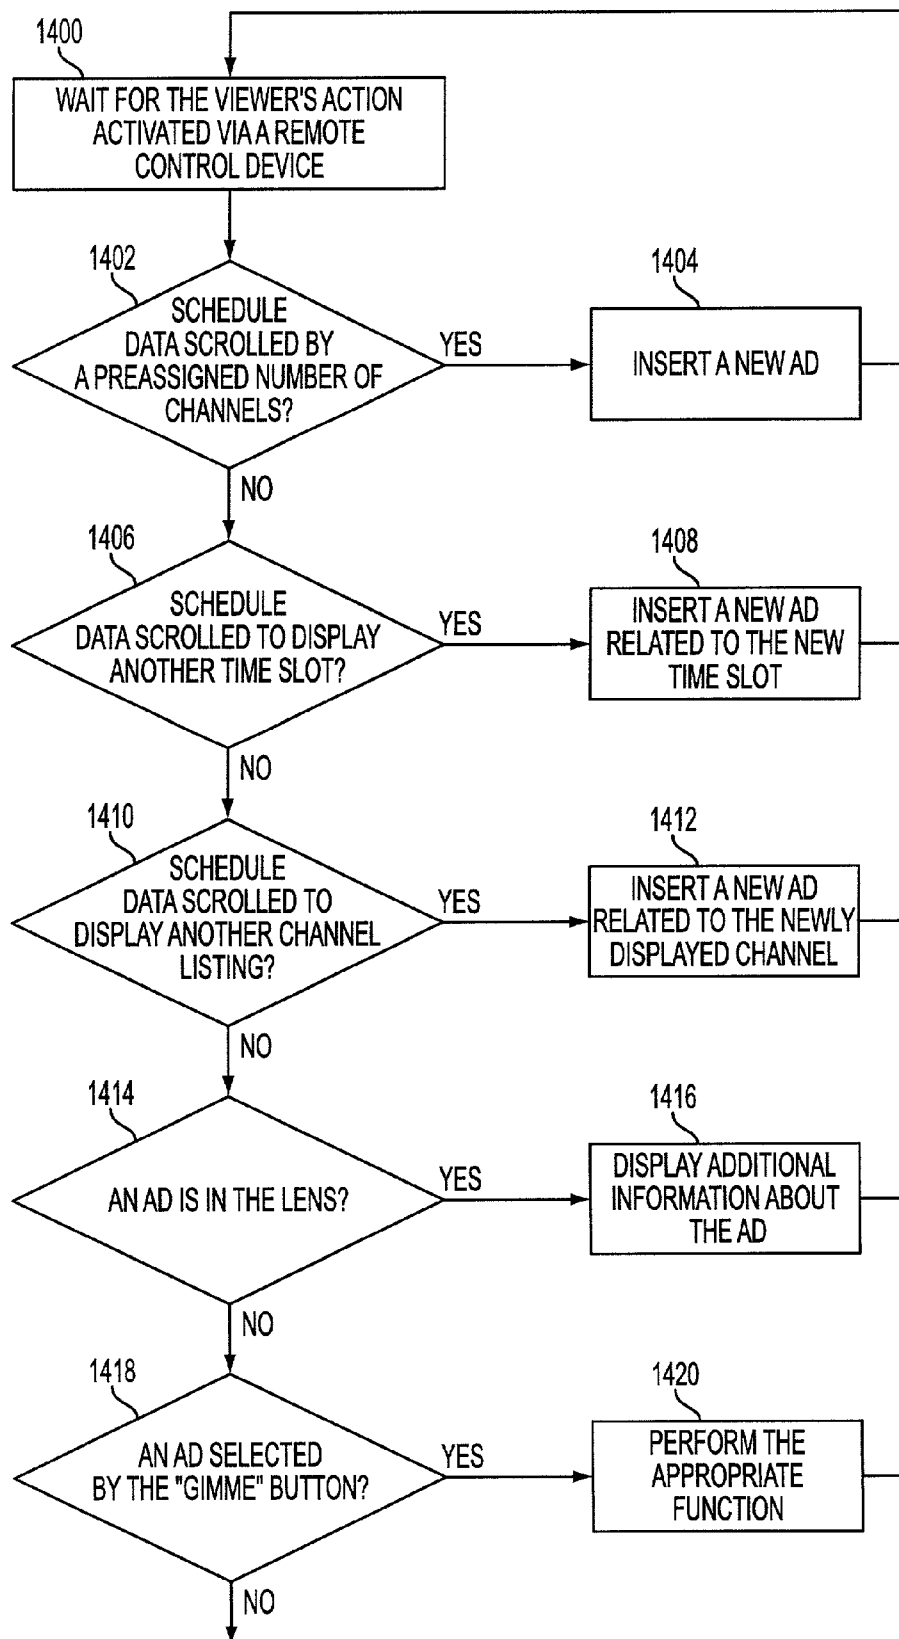 1400
WAIT FOR THE VIEWER'S ACTION
ACTIVATED VIA A REMOTE
CONTROL DEVICE
1402
SCHEDULE
DATA SCROLLED BY
A PREASSIGNED NUMBER OF
CHANNELS?
YES
1404
INSERT A NEW AD
NO
1406
SCHEDULE
DATA SCROLLED TO DISPLAY
ANOTHER TIME SLOT?
YES
1408
INSERT A NEW AD
RELATED TO THE NEW
TIME SLOT
NO
1410
SCHEDULE
DATA SCROLLED TO
DISPLAY ANOTHER CHANNEL
LISTING?
YES
1412
INSERT A NEW AD
RELATED TO THE NEWLY
DISPLAYED CHANNEL
NO
1414
AN AD IS IN THE LENS?
YES
1416
DISPLAY ADDITIONAL
INFORMATION ABOUT
THE AD
NO
1418
AN AD SELECTED
BY THE "GIMME" BUTTON?
YES
1420
PERFORM THE
APPROPRIATE
FUNCTION
NO